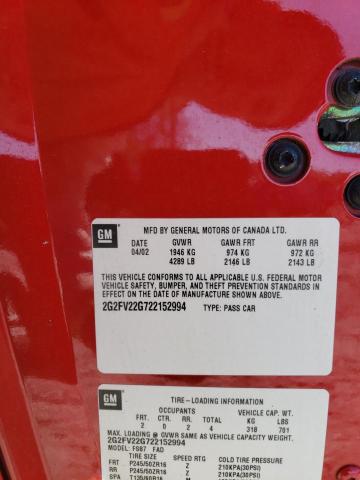 GM
MFD BY GENERAL MOTORS OF CANADA LTD.
DATE GVWR GAWR FRT GAWR RR
04/02 1946 KG 974 KG 972 KG
4289 LB 2146 LB 2143 LB
THIS VEHICLE CONFORMS TO ALL APPLICABLE U.S. FEDERAL MOTOR
VEHICLE SAFETY, BUMPER, AND THEFT PREVENTION STANDARDS IN
EFFECT ON THE DATE OF MANUFACTURE SHOWN ABOVE.
2G2FV22G722152994 TYPE: PASS CAR
GM
TIRE-LOADING INFORMATION
OCCUPANTS VEHICLE CAP. WT.
FRT CTR RR TOTAL KG LBS
2 0 2 4 318 701
MAX. LOADING @ GVWR SAME AS VEHICLE CAPACITY WEIGHT.
2G2FV22G722152994
MODEL: FS87 FAD
TIRE SIZE SPEED RTG COLD TIRE PRESSURE
FRT P245/50ZR16 Z 210KPA(30PSI)
RR P245/50ZR16 Z 210KPA(30PSI)
SPA